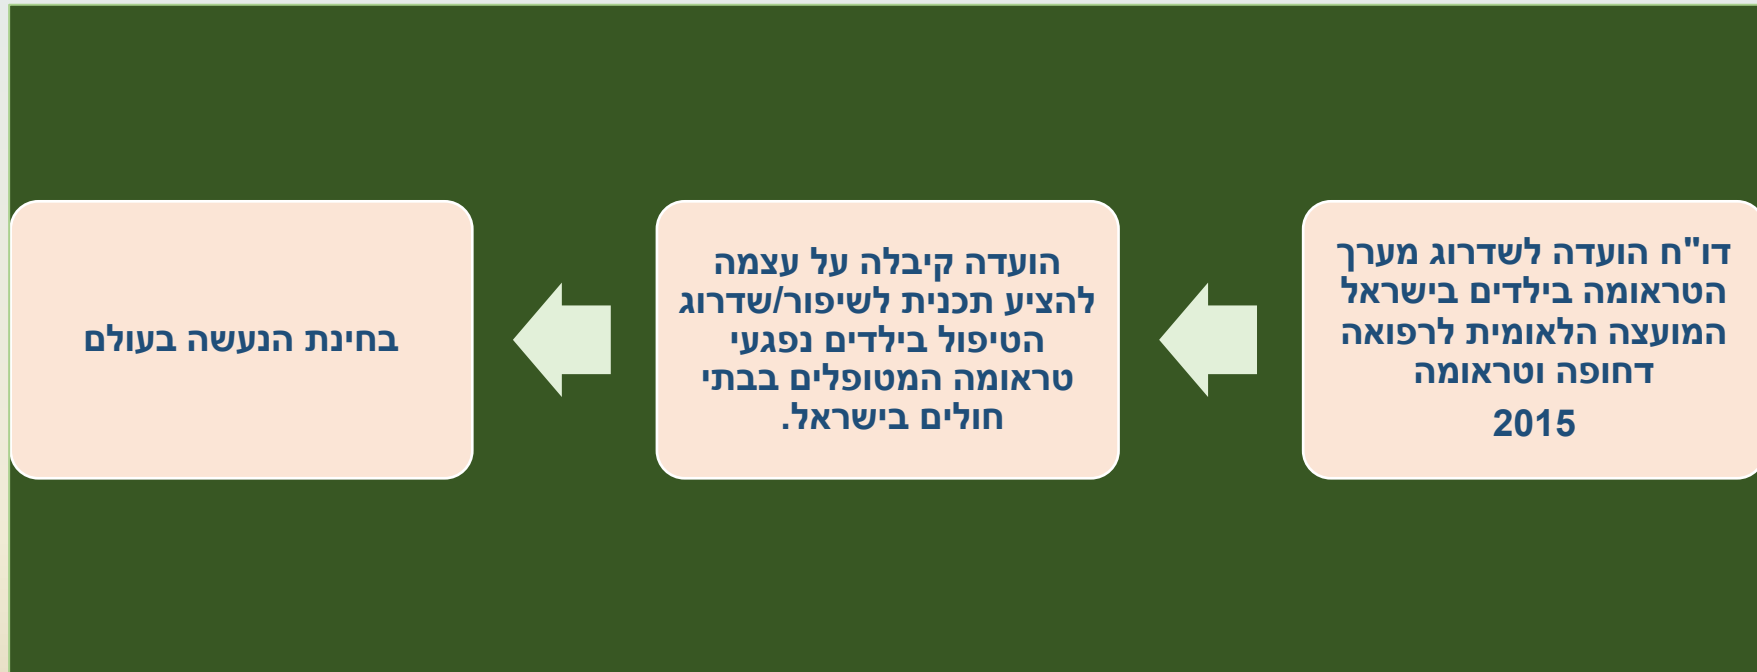 דו"ח הועדה לשדרוג מערך
הטראומה בילדים בישראל
המועצה הלאומית לרפואה
דחופה וטראומה
2015
הועדה קיבלה על עצמה
להציע תכנית לשיפור/שדרוג
הטיפול בילדים נפגעי
טראומה המטופלים בבתי
חולים בישראל.
בחינת הנעשה בעולם